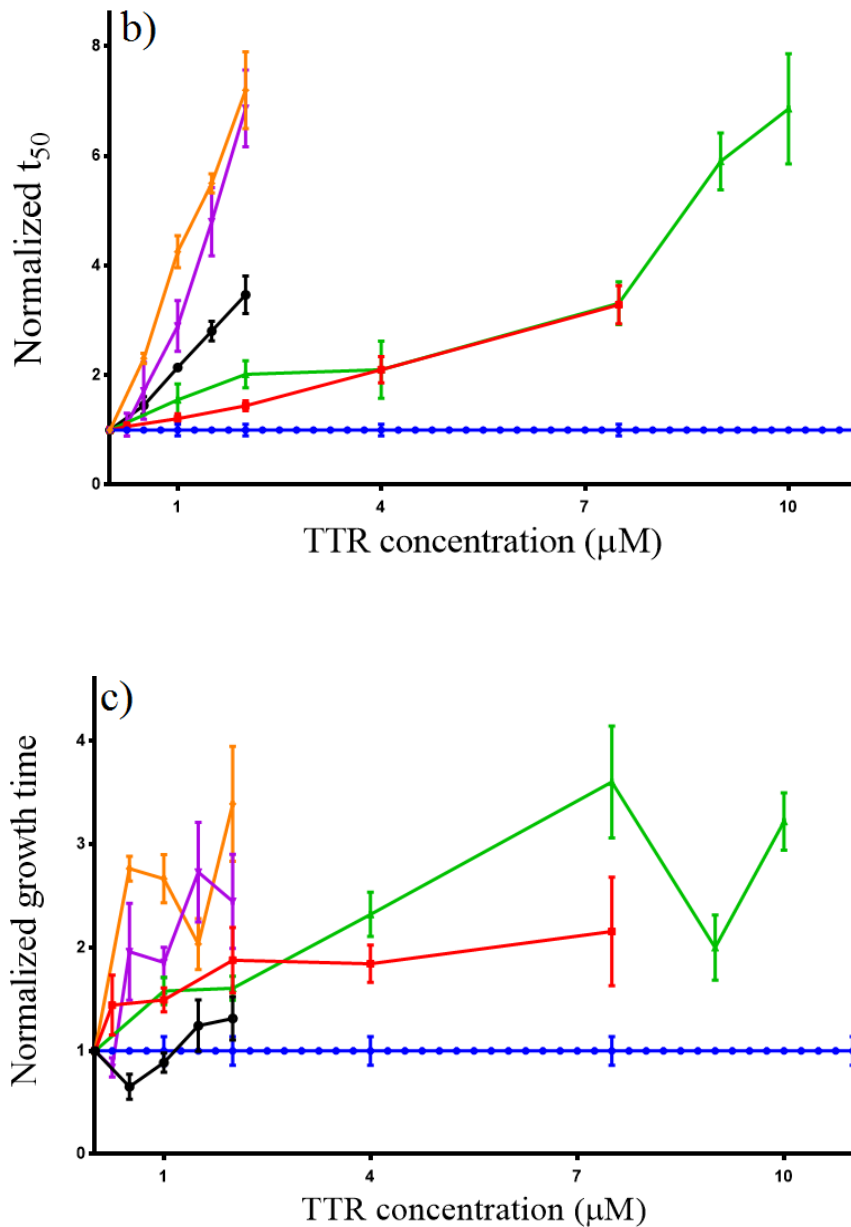 b)
8
6
4
2
0
Normalized t₅₀
1 4 7 10
TTR concentration (μM)
c)
4
3
2
1
0
Normalized growth time
1 4 7 10
TTR concentration (μM)